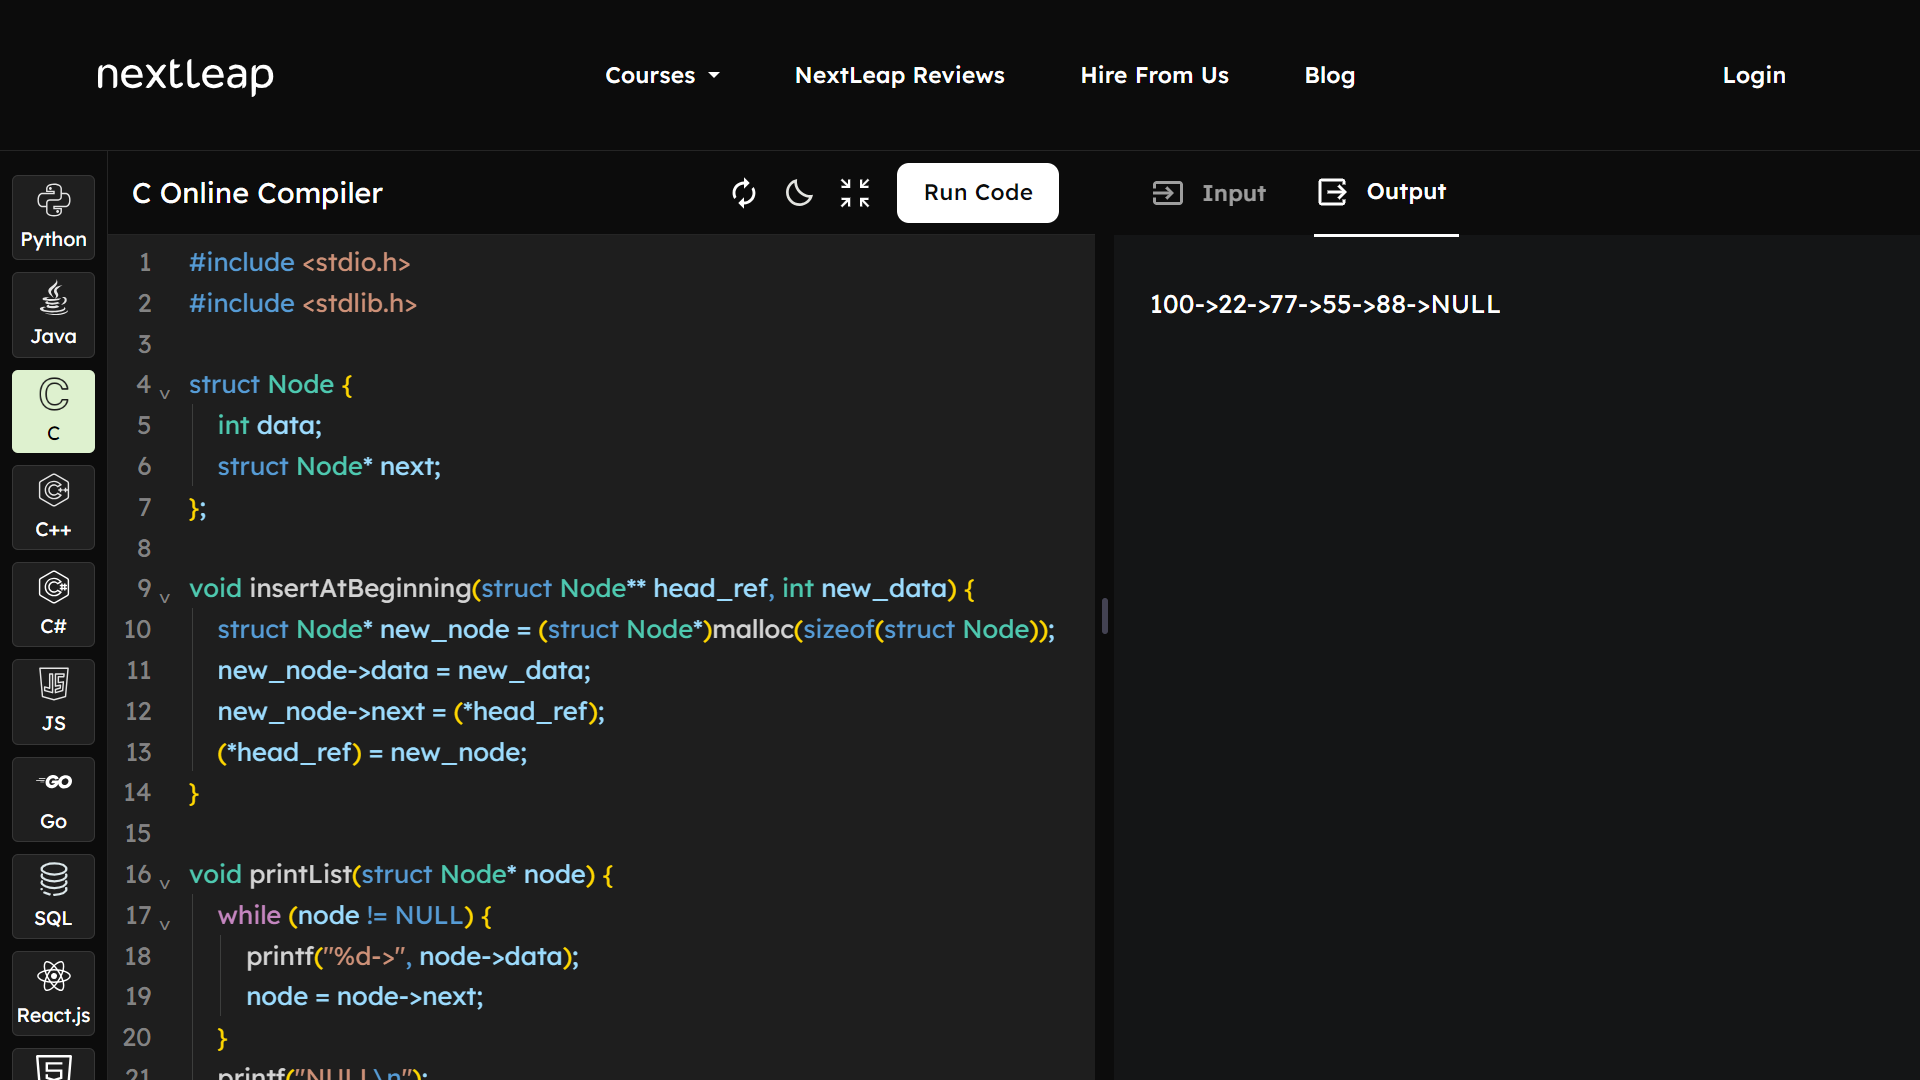 nextleap
Courses
NextLeap Reviews
Hire From Us
Blog
Login
Python
Java
C
C++
C#
JS
Go
SQL
React.js
C Online Compiler
Run Code
Input
Output
1 #include <stdio.h>
2 #include <stdlib.h>
3
4 struct Node {
5 int data;
6 struct Node* next;
7 };
8
9 void insertAtBeginning(struct Node** head_ref, int new_data) {
10 struct Node* new_node = (struct Node*)malloc(sizeof(struct Node));
11 new_node->data = new_data;
12 new_node->next = (*head_ref);
13 (*head_ref) = new_node;
14 }
15
16 void printList(struct Node* node) {
17 while (node != NULL) {
18 printf("%d->", node->data);
19 node = node->next;
20 }
21 printf("NULL\n");
100->22->77->55->88->NULL